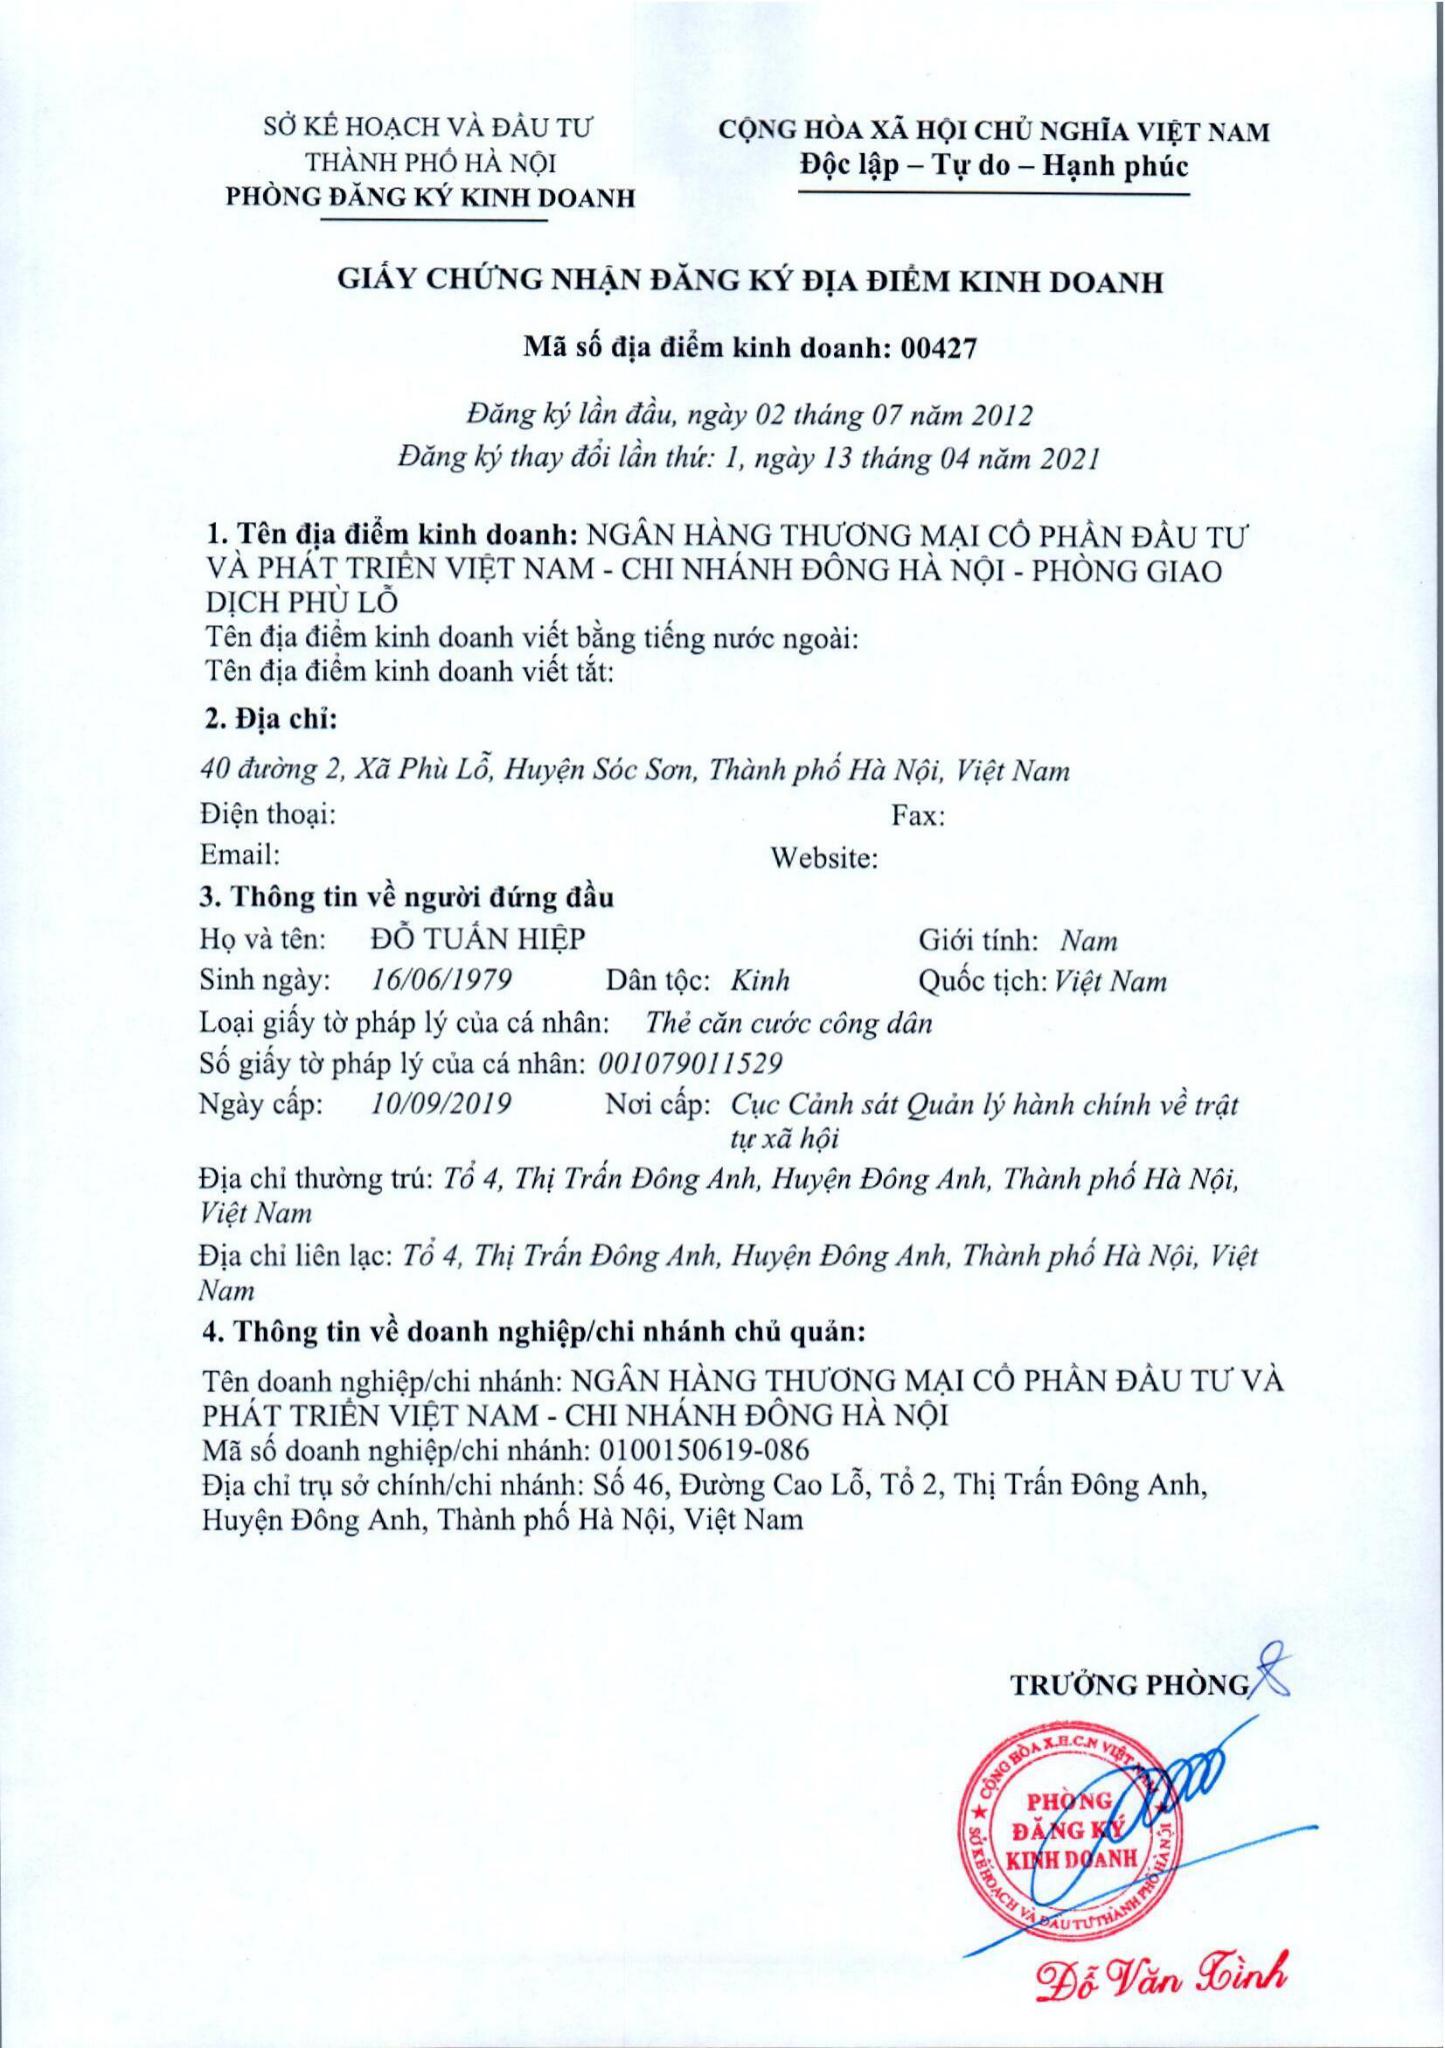 SỞ KẾ HOẠCH VÀ ĐẦU TƯ
THÀNH PHỐ HÀ NỘI
PHÒNG ĐĂNG KÝ KINH DOANH
CỘNG HÒA XÃ HỘI CHỦ NGHĨA VIỆT NAM
Độc lập – Tự do – Hạnh phúc
GIẤY CHỨNG NHẬN ĐĂNG KÝ ĐỊA ĐIỂM KINH DOANH
Mã số địa điểm kinh doanh: 00427
Đăng ký lần đầu, ngày 02 tháng 07 năm 2012
Đăng ký thay đổi lần thứ: 1, ngày 13 tháng 04 năm 2021
1. Tên địa điểm kinh doanh: NGÂN HÀNG THƯƠNG MẠI CỔ PHẦN ĐẦU TƯ
VÀ PHÁT TRIỂN VIỆT NAM - CHI NHÁNH ĐÔNG HÀ NỘI - PHÒNG GIAO
DỊCH PHÙ LỖ
Tên địa điểm kinh doanh viết bằng tiếng nước ngoài:
Tên địa điểm kinh doanh viết tắt:
2. Địa chỉ:
40 đường 2, Xã Phù Lỗ, Huyện Sóc Sơn, Thành phố Hà Nội, Việt Nam
Điện thoại: Fax:
Email: Website:
3. Thông tin về người đứng đầu
Họ và tên: ĐỖ TUẤN HIỆP Giới tính: Nam
Sinh ngày: 16/06/1979 Dân tộc: Kinh Quốc tịch: Việt Nam
Loại giấy tờ pháp lý của cá nhân: Thẻ căn cước công dân
Số giấy tờ pháp lý của cá nhân: 001079011529
Ngày cấp: 10/09/2019 Nơi cấp: Cục Cảnh sát Quản lý hành chính về trật
tự xã hội
Địa chỉ thường trú: Tổ 4, Thị Trấn Đông Anh, Huyện Đông Anh, Thành phố Hà Nội,
Việt Nam
Địa chỉ liên lạc: Tổ 4, Thị Trấn Đông Anh, Huyện Đông Anh, Thành phố Hà Nội, Việt
Nam
4. Thông tin về doanh nghiệp/chi nhánh chủ quản:
Tên doanh nghiệp/chi nhánh: NGÂN HÀNG THƯƠNG MẠI CỔ PHẦN ĐẦU TƯ VÀ
PHÁT TRIỂN VIỆT NAM - CHI NHÁNH ĐÔNG HÀ NỘI
Mã số doanh nghiệp/chi nhánh: 0100150619-086
Địa chỉ trụ sở chính/chi nhánh: Số 46, Đường Cao Lỗ, Tổ 2, Thị Trấn Đông Anh,
Huyện Đông Anh, Thành phố Hà Nội, Việt Nam
TRƯỞNG PHÒNG
CỘNG HÒA X.H.C.N VIỆT NAM
PHÒNG
ĐĂNG KÝ
KINH DOANH
SỞ KẾ HOẠCH VÀ ĐẦU TƯ THÀNH PHỐ HÀ NỘI
Đỗ Văn Tình